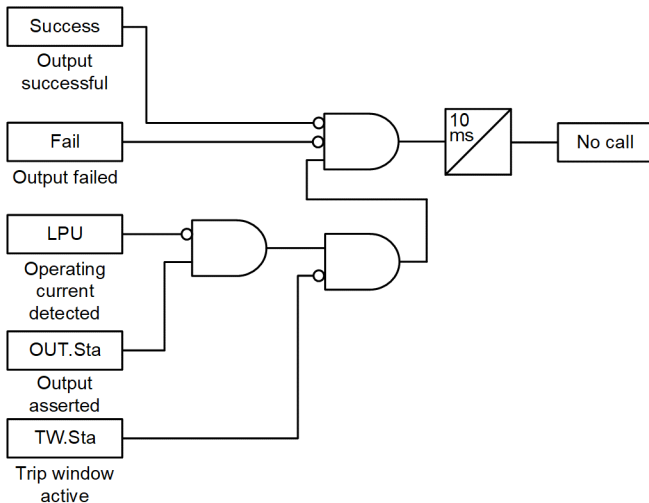 Success
Output
successful
Fail
Output failed
10
ms
No call
LPU
Operating
current
detected
OUT.Sta
Output
asserted
TW.Sta
Trip window
active